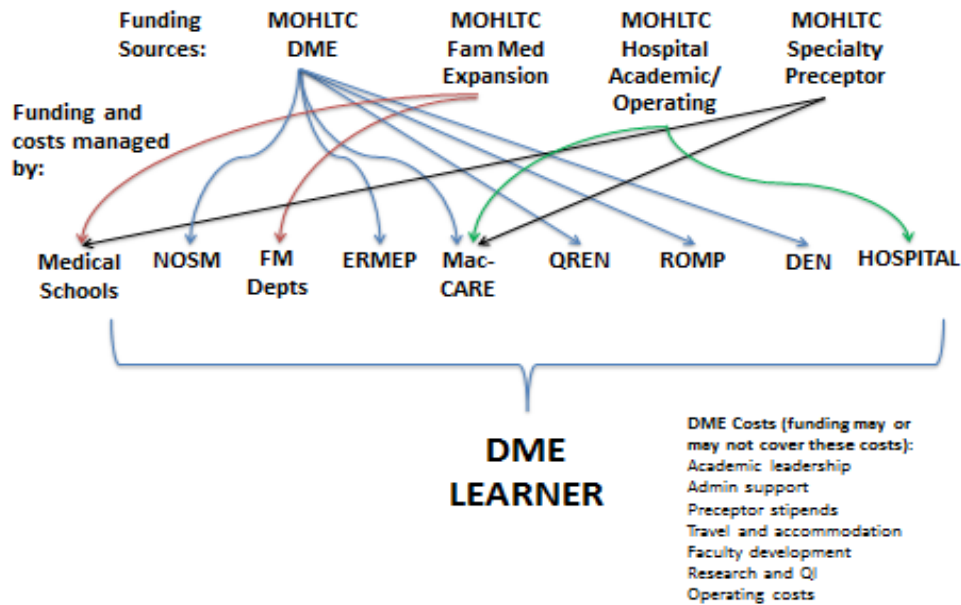 Funding
Sources:
MOHLTC
DME
MOHLTC
Fam Med
Expansion
MOHLTC
Hospital
Academic/
Operating
MOHLTC
Specialty
Preceptor
Funding and
costs managed
by:
Medical
Schools
NOSM
FM
Depts
ERMEP
Mac-
CARE
QREN
ROMP
DEN
HOSPITAL
DME
LEARNER
DME Costs (funding may or
may not cover these costs):
Academic leadership
Admin support
Preceptor stipends
Travel and accommodation
Faculty development
Research and QI
Operating costs